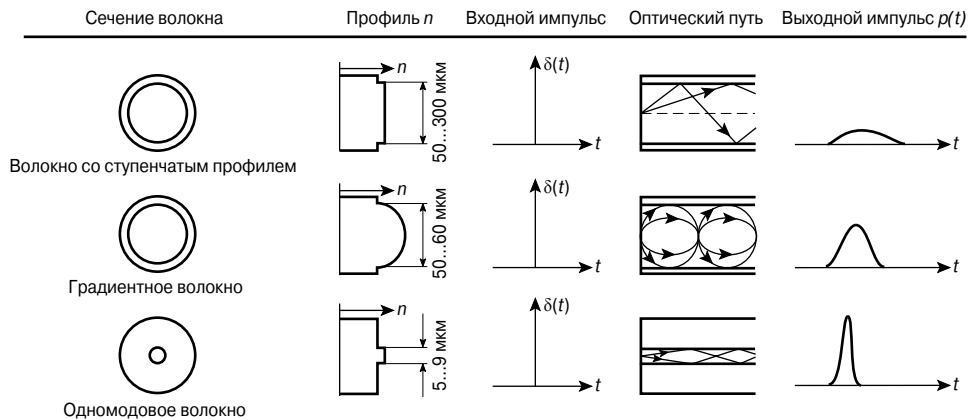 Сечение волокна
Профиль n
Входной импульс
Оптический путь
Выходной импульс p(t)
n
50...300 мкм
δ(t)
t
t
Волокно со ступенчатым профилем
n
50...60 мкм
δ(t)
t
t
Градиентное волокно
n
5...9 мкм
δ(t)
t
t
Одномодовое волокно